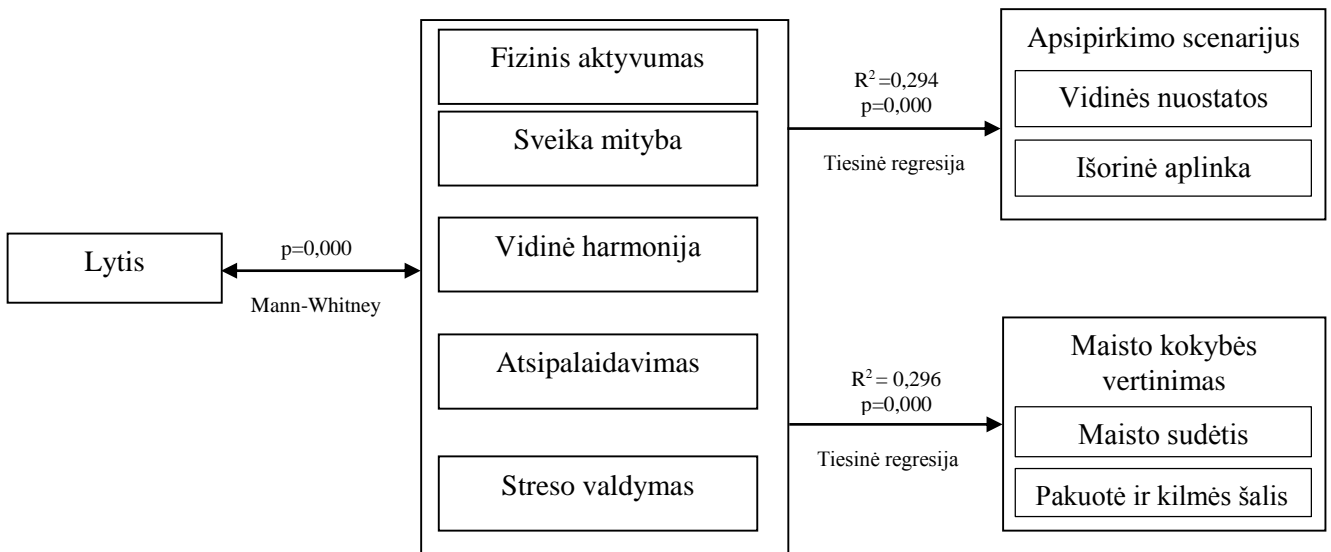 Lytis
p=0,000
Mann-Whitney
Fizinis aktyvumas
Sveika mityba
Vidinė harmonija
Atsipalaidavimas
Streso valdymas
R² =0,294
p=0,000
Tiesinė regresija
Apsipirkimo scenarijus
Vidinės nuostatos
Išorinė aplinka
R² = 0,296
p=0,000
Tiesinė regresija
Maisto kokybės
vertinimas
Maisto sudėtis
Pakuotė ir kilmės šalis